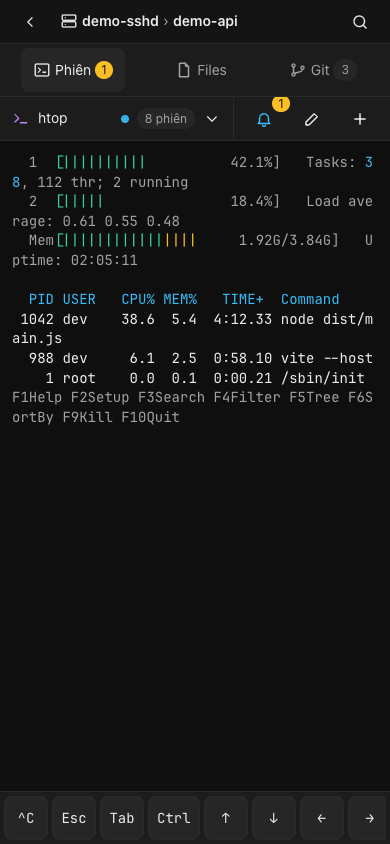 demo-sshd › demo-api
Phiên 1 Files Git 3
htop 8 phiên 1
1 [|||||||||| 42.1%] Tasks: 3
8, 112 thr; 2 running
2 [||||| 18.4%] Load ave
rage: 0.61 0.55 0.48
Mem[|||||||||||||||| 1.92G/3.84G] U
ptime: 02:05:11
PID USER CPU% MEM% TIME+ Command
1042 dev 38.6 5.4 4:12.33 node dist/m
ain.js
988 dev 6.1 2.5 0:58.10 vite --host
1 root 0.0 0.1 0:00.21 /sbin/init
F1Help F2Setup F3Search F4Filter F5Tree F6S
ortBy F9Kill F10Quit
^C Esc Tab Ctrl ↑ ↓ ← →